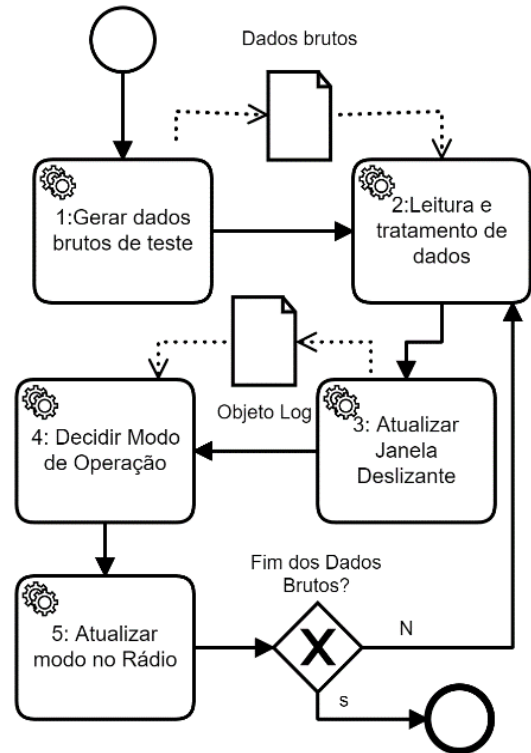 Dados brutos
1:Gerar dados
brutos de teste
2:Leitura e
tratamento de
dados
Objeto Log
3: Atualizar
Janela
Deslizante
4: Decidir Modo
de Operação
5: Atualizar
modo no Rádio
Fim dos Dados
Brutos?
N
s